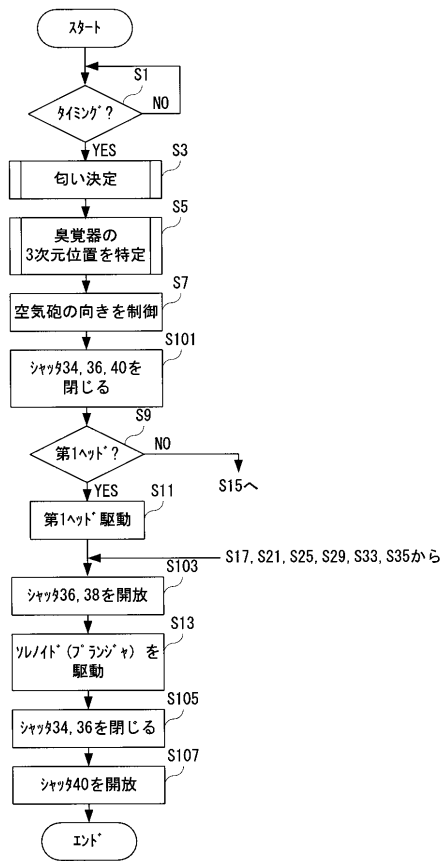 スタート
S1
タイミング?
NO
YES
S3
匂い決定
S5
臭覚器の
3次元位置を特定
S7
空気砲の向きを制御
S101
シャッタ34, 36, 40を
閉じる
S9
第1ヘッド?
NO
S15へ
YES
S11
第1ヘッド駆動
S17, S21, S25, S29, S33, S35から
S103
シャッタ36, 38を開放
S13
ソレノイド(プランジャ)を
駆動
S105
シャッタ34, 36を閉じる
S107
シャッタ40を開放
エンド